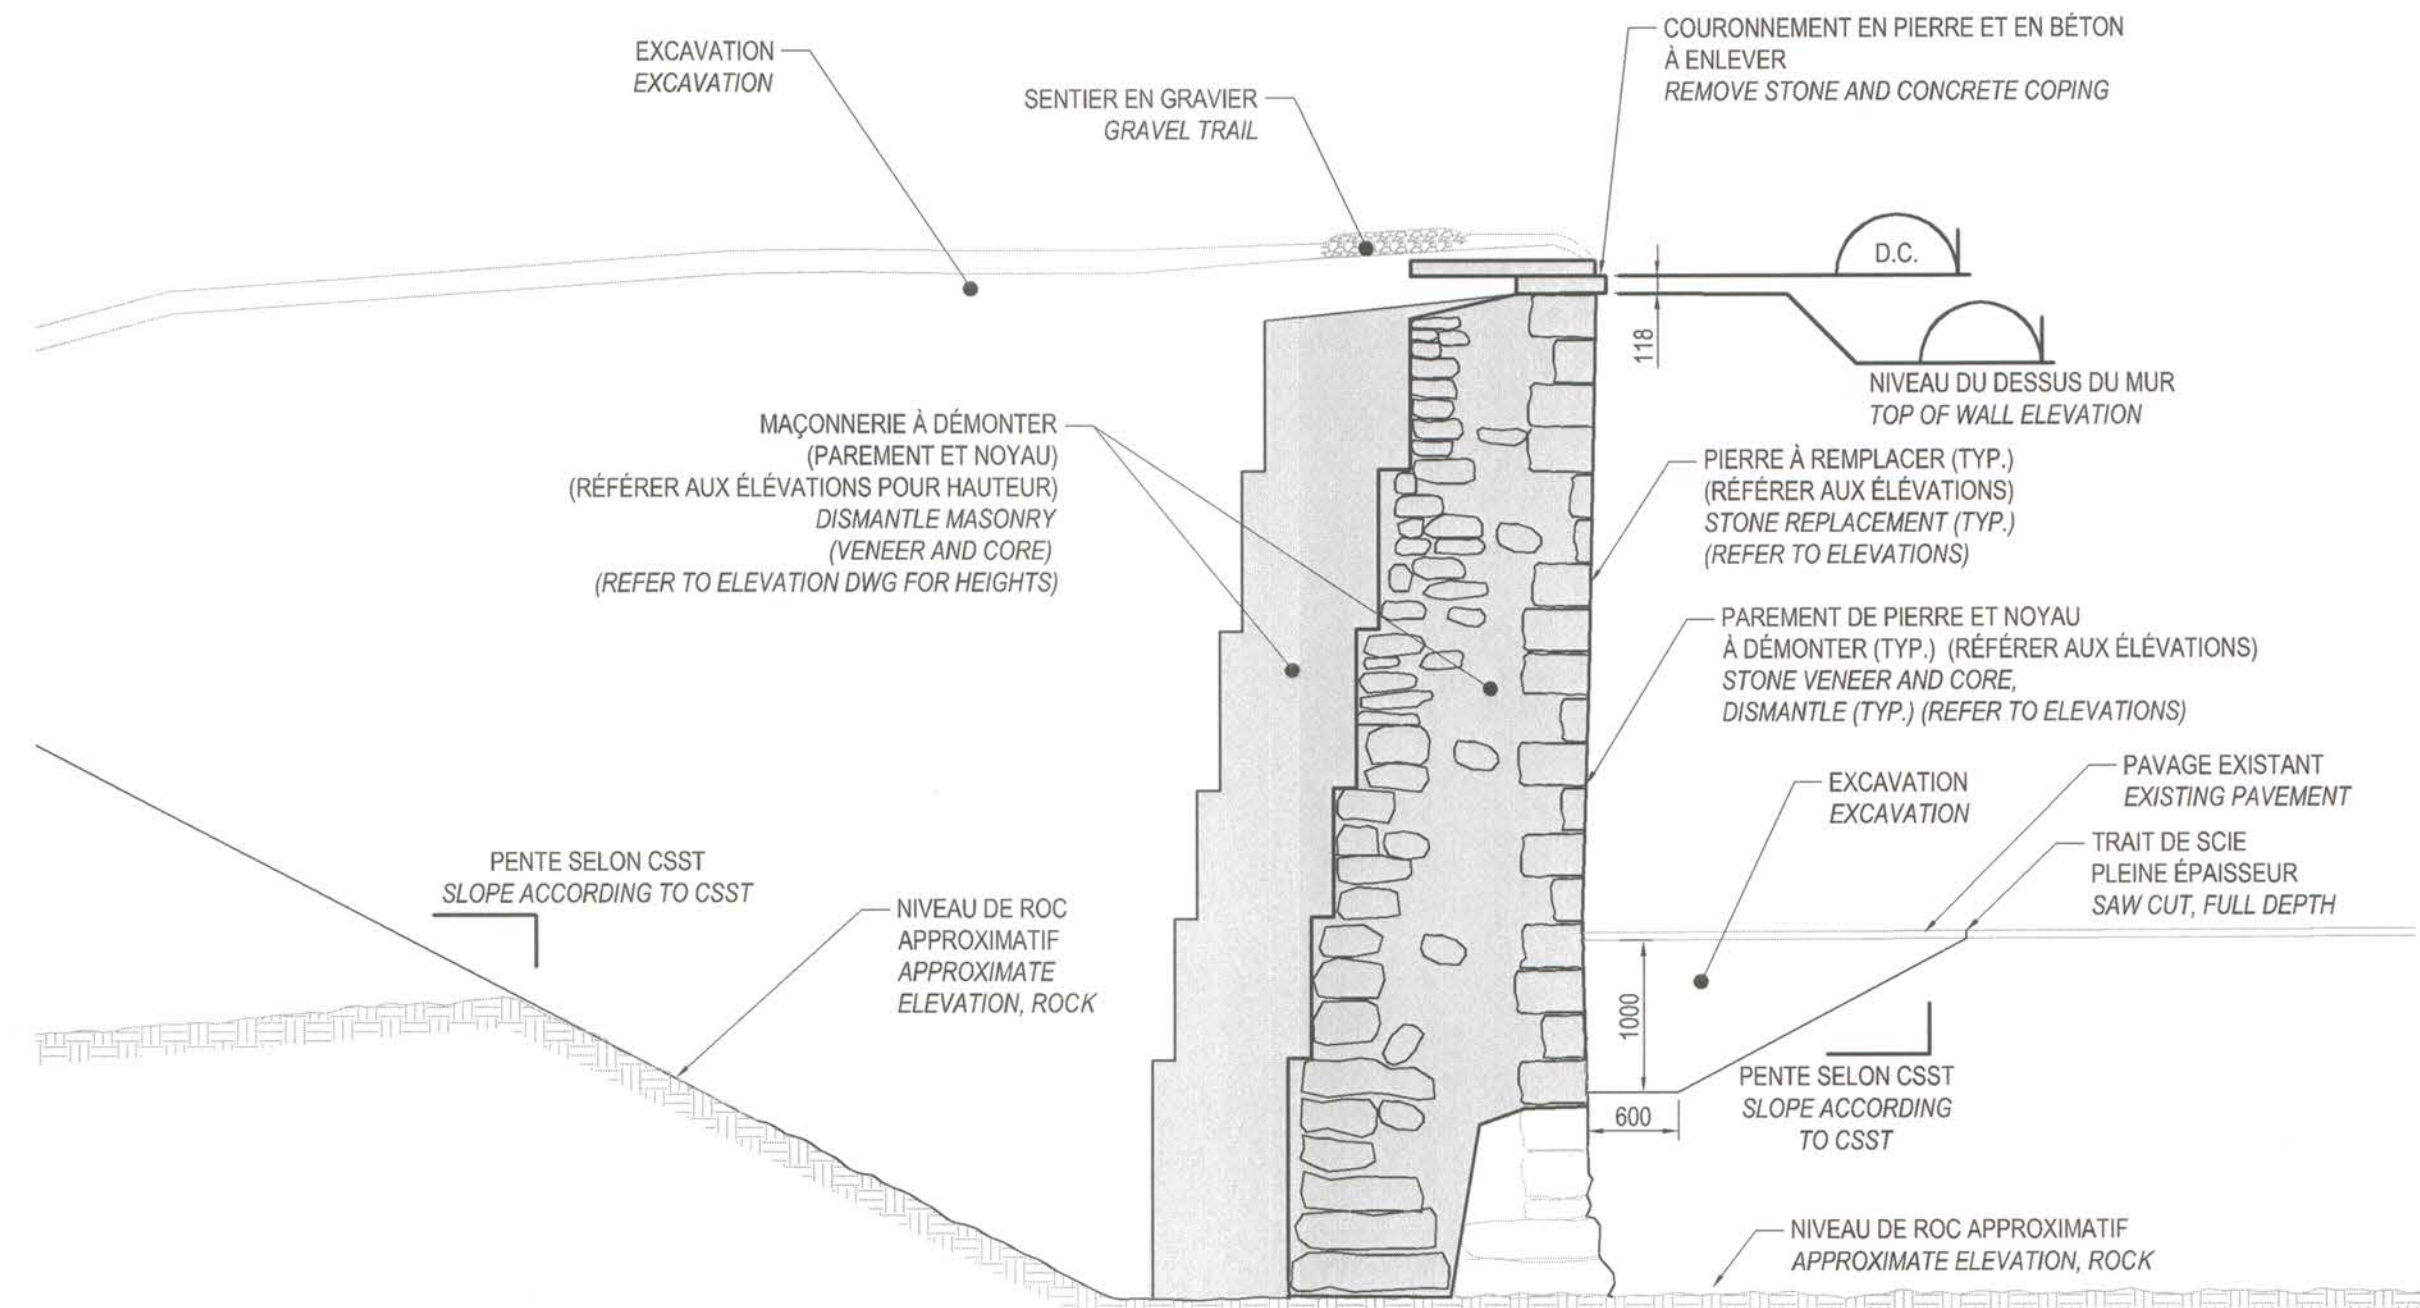 EXCAVATION
EXCAVATION
SENTIER EN GRAVIER
GRAVEL TRAIL
COURONNEMENT EN PIERRE ET EN BÉTON
À ENLEVER
REMOVE STONE AND CONCRETE COPING
D.C.
118
NIVEAU DU DESSUS DU MUR
TOP OF WALL ELEVATION
MAÇONNERIE À DÉMONTER
(PAREMENT ET NOYAU)
(RÉFÉRER AUX ÉLÉVATIONS POUR HAUTEUR)
DISMANTLE MASONRY
(VENEER AND CORE)
(REFER TO ELEVATION DWG FOR HEIGHTS)
PIERRE À REMPLACER (TYP.)
(RÉFÉRER AUX ÉLÉVATIONS)
STONE REPLACEMENT (TYP.)
(REFER TO ELEVATIONS)
PAREMENT DE PIERRE ET NOYAU
À DÉMONTER (TYP.) (RÉFÉRER AUX ÉLÉVATIONS)
STONE VENEER AND CORE,
DISMANTLE (TYP.) (REFER TO ELEVATIONS)
EXCAVATION
EXCAVATION
PAVAGE EXISTANT
EXISTING PAVEMENT
TRAIT DE SCIE
PLEINE ÉPAISSEUR
SAW CUT, FULL DEPTH
PENTE SELON CSST
SLOPE ACCORDING TO CSST
NIVEAU DE ROC
APPROXIMATIF
APPROXIMATE
ELEVATION, ROCK
1000
600
PENTE SELON CSST
SLOPE ACCORDING
TO CSST
NIVEAU DE ROC APPROXIMATIF
APPROXIMATE ELEVATION, ROCK